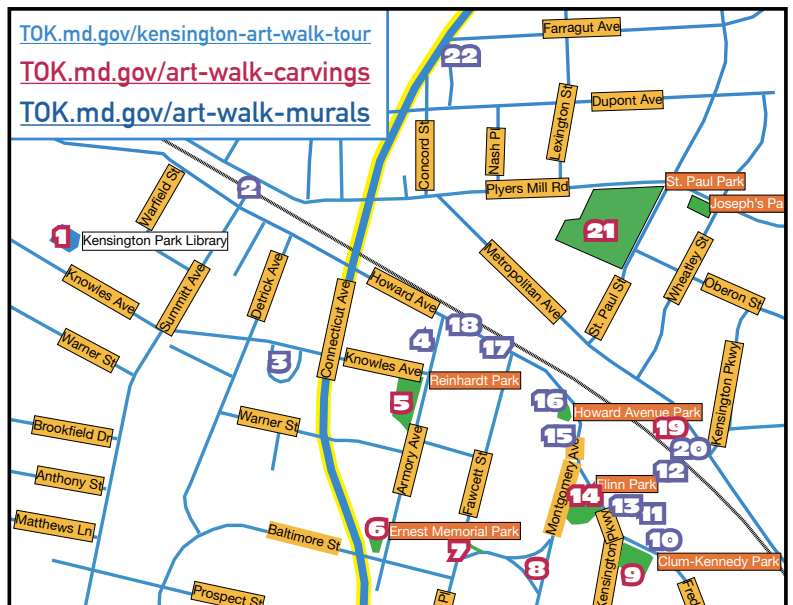 TOK.md.gov/kensington-art-walk-tour
TOK.md.gov/art-walk-carvings
TOK.md.gov/art-walk-murals
Farragut Ave
22
Dupont Ave
Concord St
Nash Pl
Lexington St
Plyers Mill Rd
St. Paul Park
Joseph's Pa
21
Warfield St
2
1
Kensington Park Library
Knowles Ave
Summitt Ave
Detrick Ave
Connecticut Ave
Howard Ave
Metropolitan Ave
St. Paul St
Wheatley St
Oberon St
Warner St
3
4
18
17
Knowles Ave
Reinhardt Park
5
16
Howard Avenue Park
Kensington Pkwy
19
15
20
Warner St
Brookfield Dr
Armory Ave
Fawcett St
Montgomery Ave
12
Anthony St
Flinn Park
14
13
11
Matthews Ln
Baltimore St
6
Ernest Memorial Park
7
Kensington Pkwy
10
Clum-Kennedy Park
8
9
Prospect St
Pl
Fred